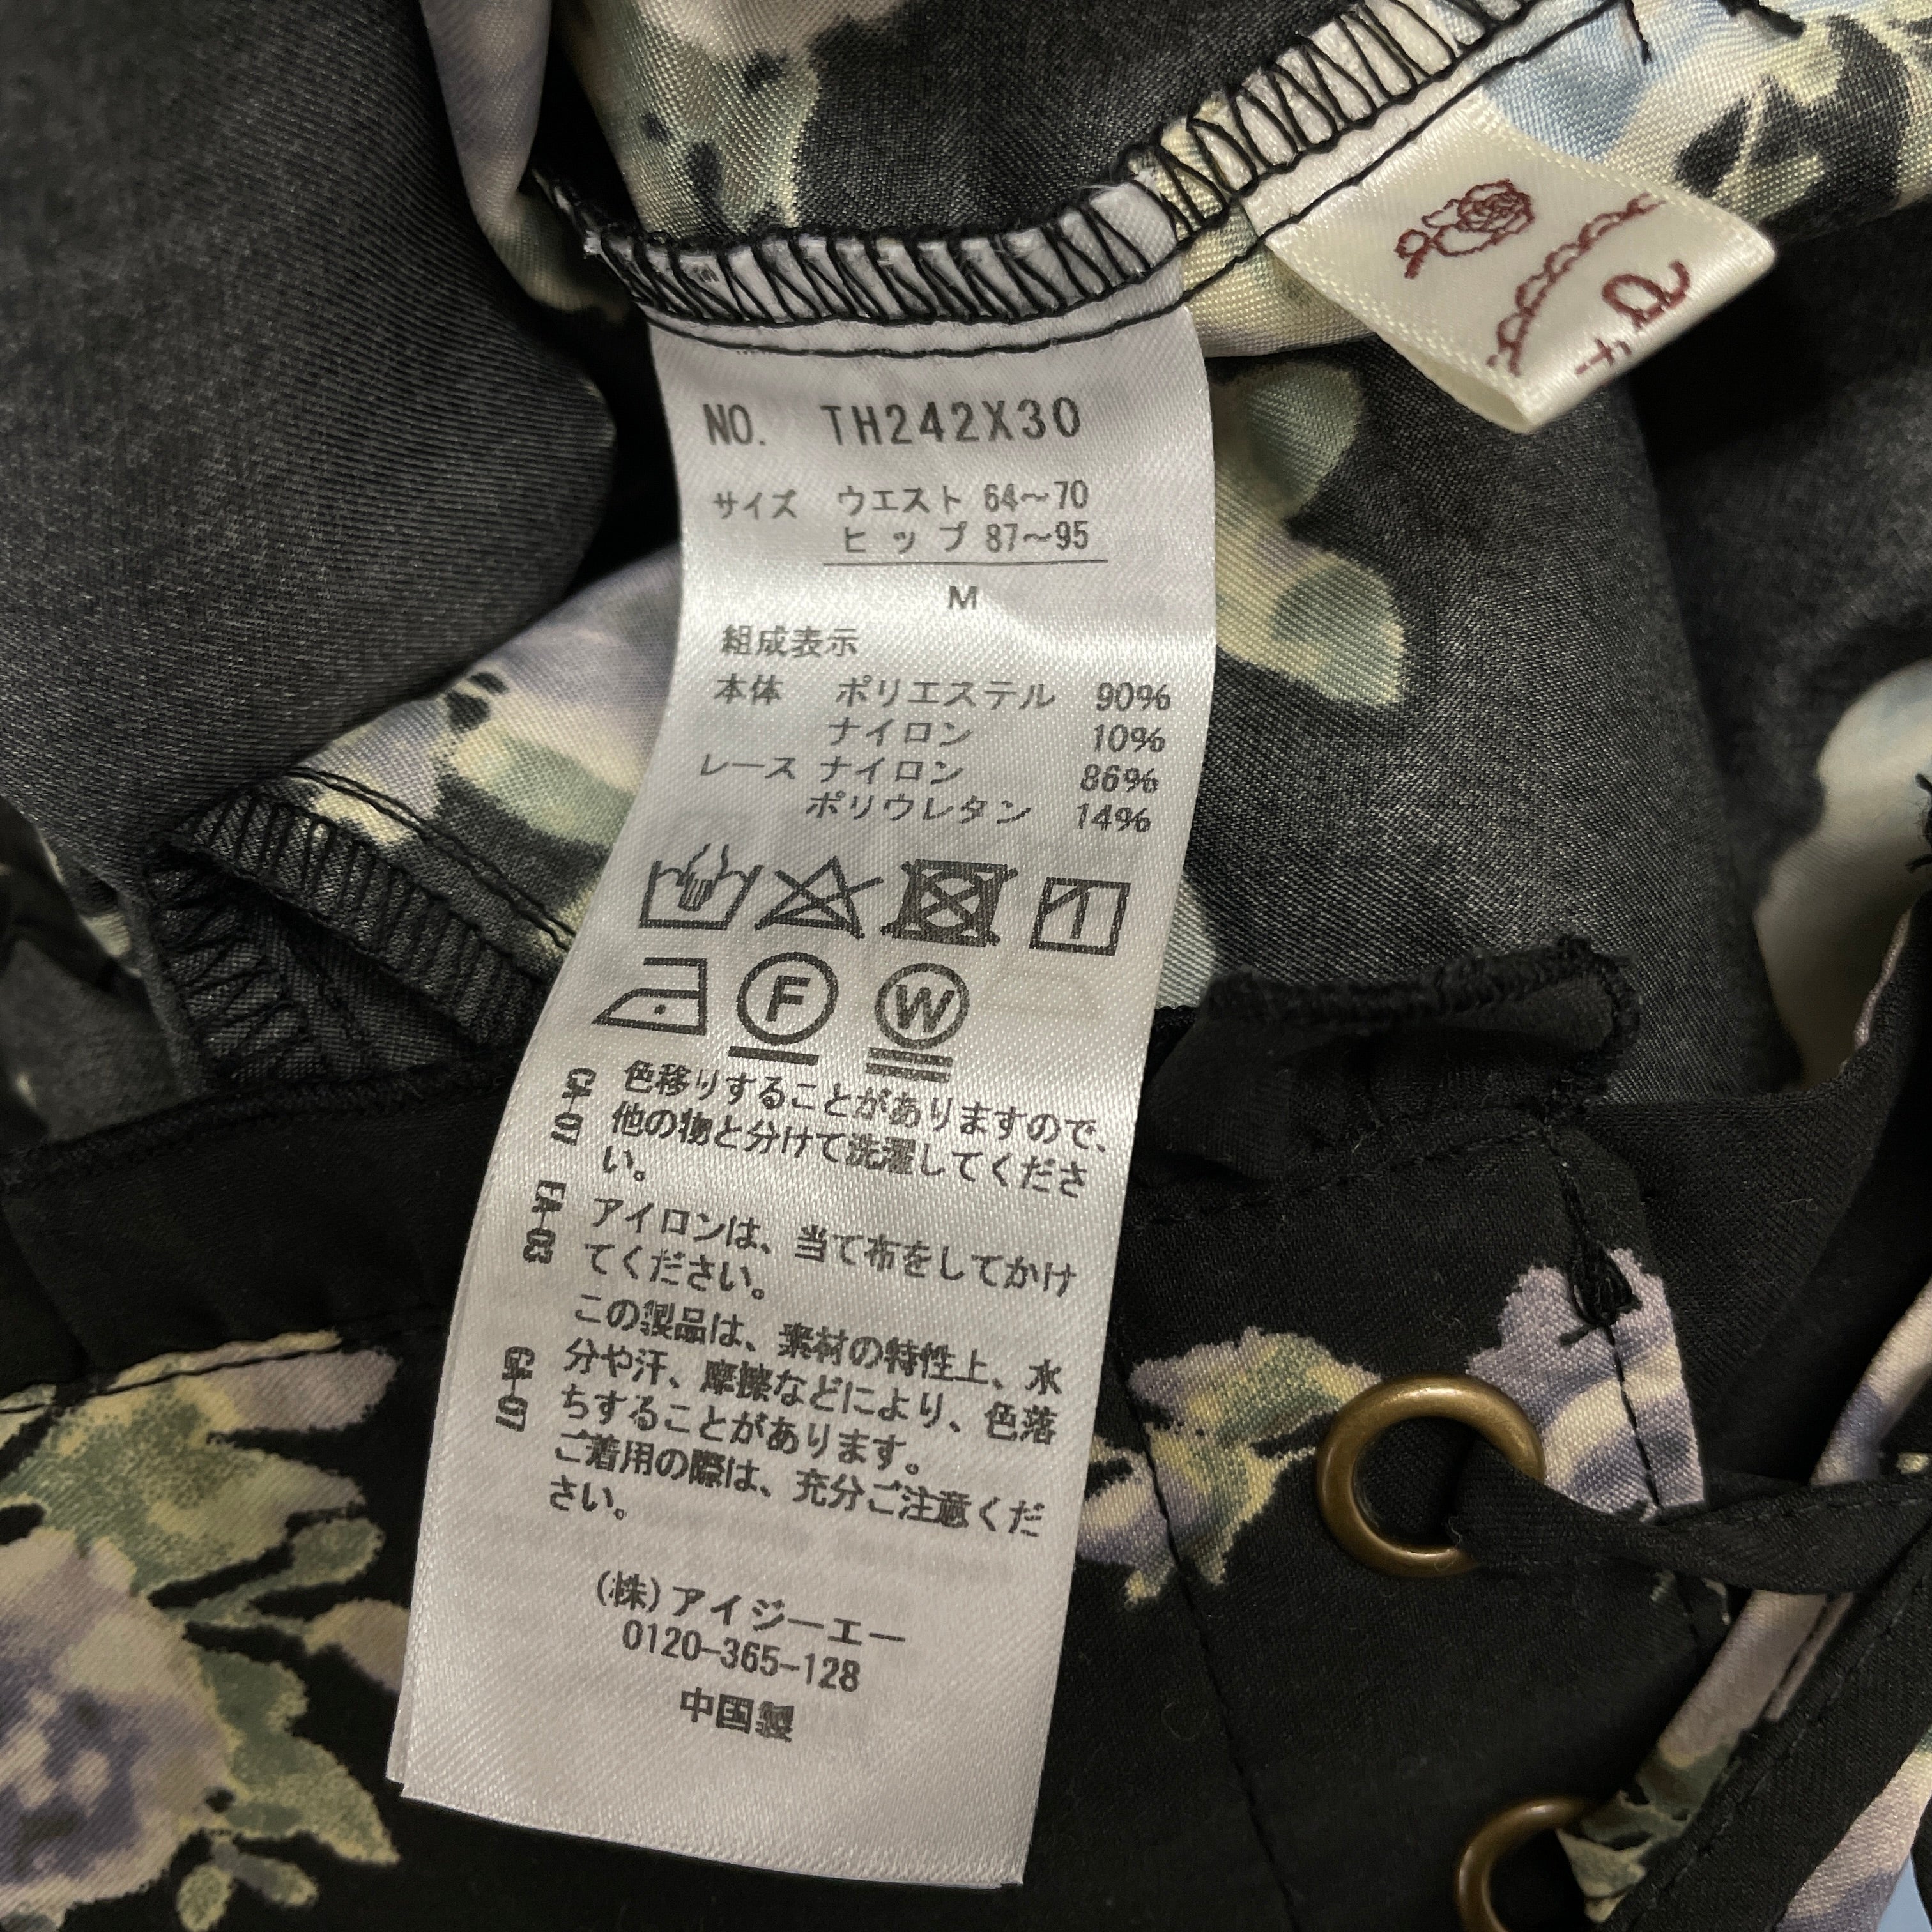 NO. TH242X30
サイズ ウエスト 64～70
ヒップ 87～95
M
組成表示
本体 ポリエステル 90%
ナイロン 10%
レース ナイロン 86%
ポリウレタン 14%
F W
色移りすることがありますので、
他の物と分けて洗濯してくださ
い。
アイロンは、当て布をしてかけ
てください。
この製品は、素材の特性上、水
分や汗、摩擦などにより、色落
ちすることがあります。
ご着用の際は、充分ご注意くだ
さい。
(株)アイジーエー
0120-365-128
中国製